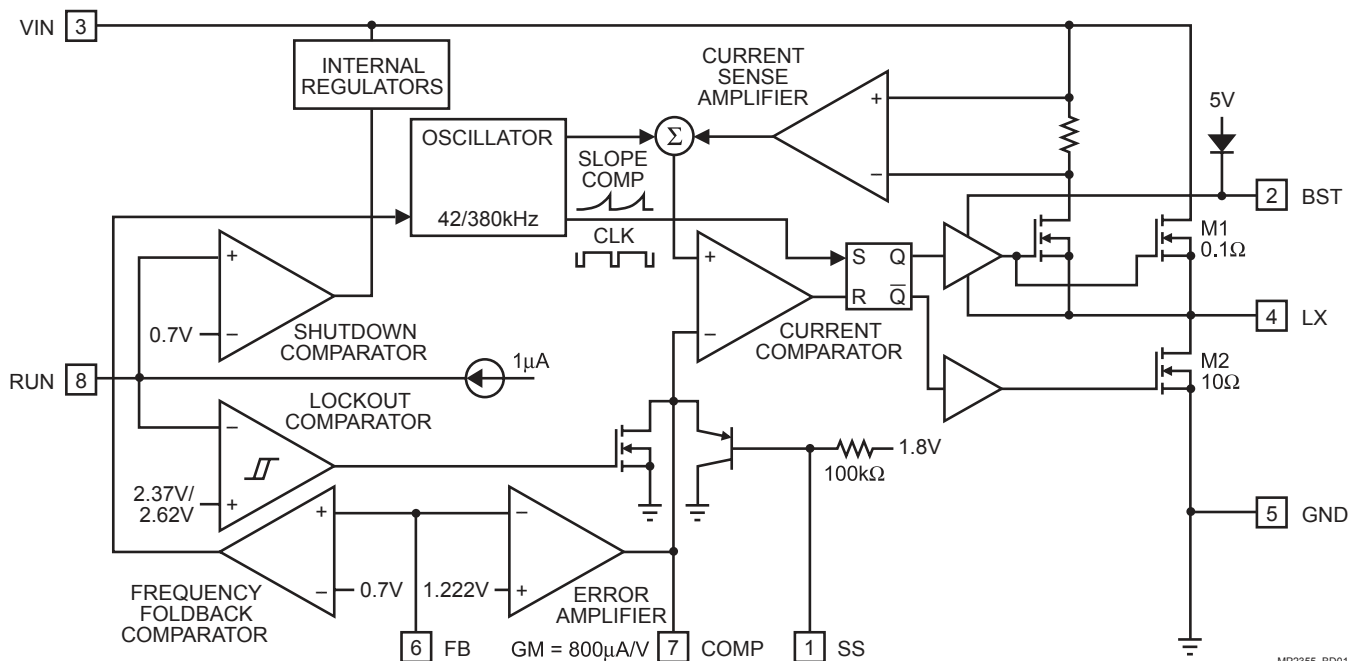 VIN 3
INTERNAL
REGULATORS
CURRENT
SENSE
AMPLIFIER
+
−
5V
OSCILLATOR
42/380kHz
Σ
SLOPE
COMP
CLK
2 BST
M1
0.1Ω
+
−
0.7V
SHUTDOWN
COMPARATOR
+
−
CURRENT
COMPARATOR
S Q
R Q̅
4 LX
RUN 8
1µA
M2
10Ω
LOCKOUT
COMPARATOR
−
+
2.37V/
2.62V
1.8V
100kΩ
5 GND
+
−
0.7V
FREQUENCY
FOLDBACK
COMPARATOR
−
+
1.222V
ERROR
AMPLIFIER
6 FB
GM = 800µA/V
7 COMP
1 SS
MP2355_BD01